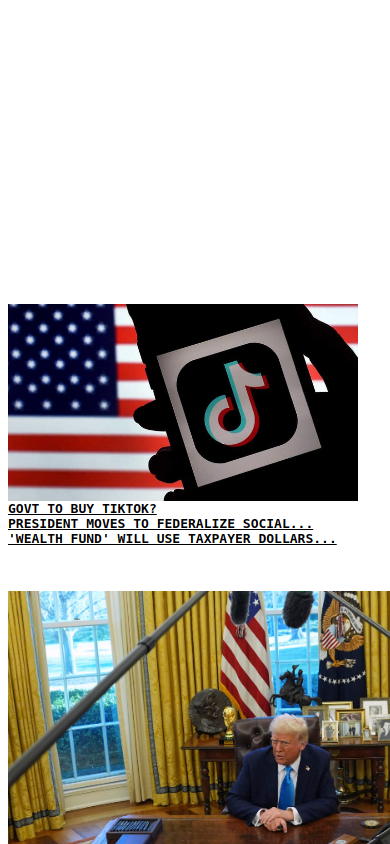 GOVT TO BUY TIKTOK?
PRESIDENT MOVES TO FEDERALIZE SOCIAL...
'WEALTH FUND' WILL USE TAXPAYER DOLLARS...